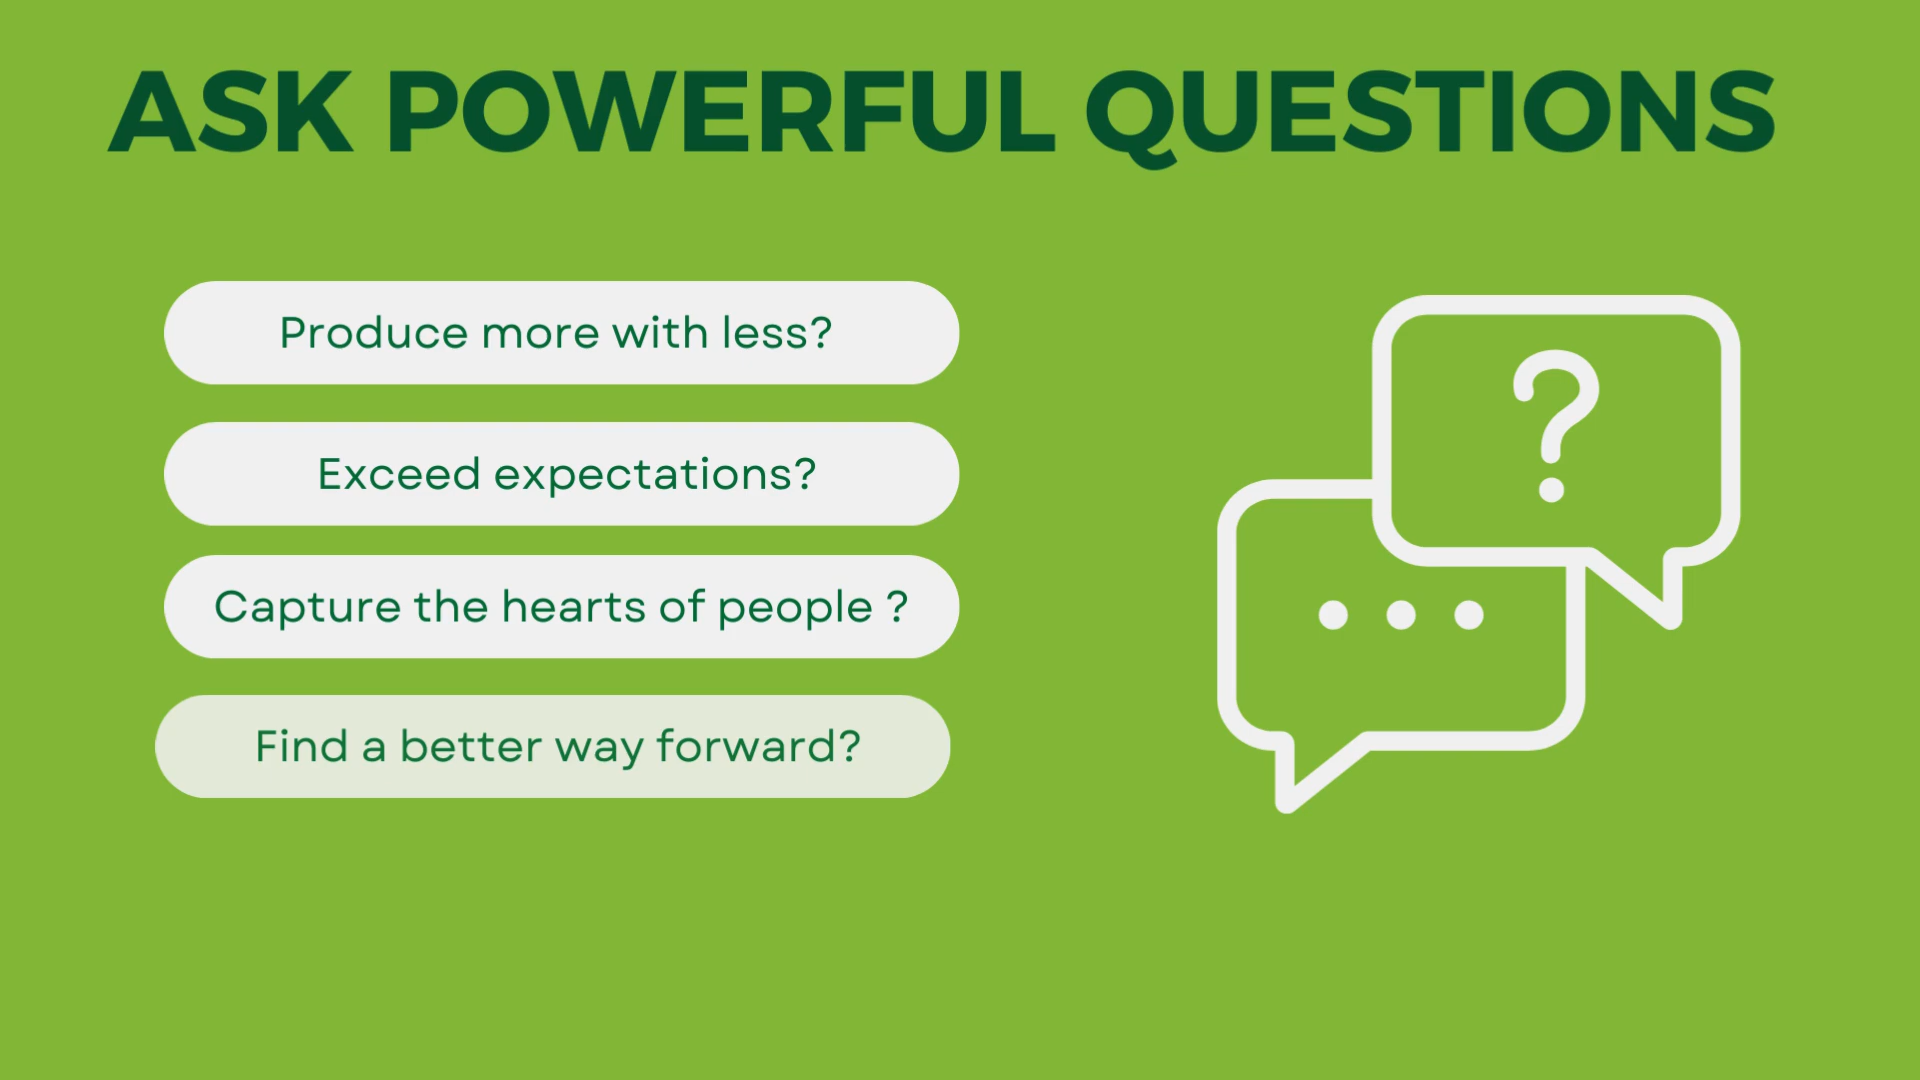 ASK POWERFUL QUESTIONS
Produce more with less?
Exceed expectations?
Capture the hearts of people ?
Find a better way forward?
?